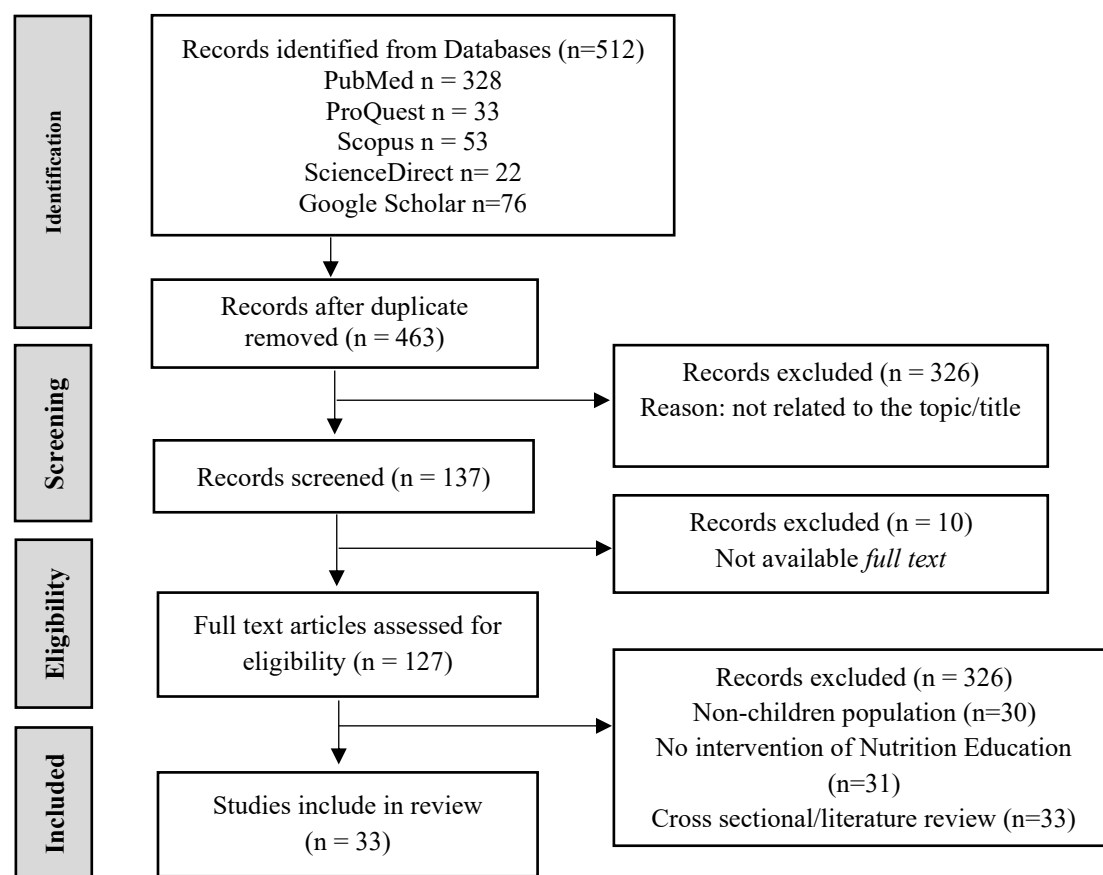 Identification
Records identified from Databases (n=512)
PubMed n = 328
ProQuest n = 33
Scopus n = 53
ScienceDirect n= 22
Google Scholar n=76
Records after duplicate
removed (n = 463)
Screening
Records excluded (n = 326)
Reason: not related to the topic/title
Records screened (n = 137)
Records excluded (n = 10)
Not available full text
Eligibility
Full text articles assessed for
eligibility (n = 127)
Records excluded (n = 326)
Non-children population (n=30)
No intervention of Nutrition Education
(n=31)
Cross sectional/literature review (n=33)
Included
Studies include in review
(n = 33)